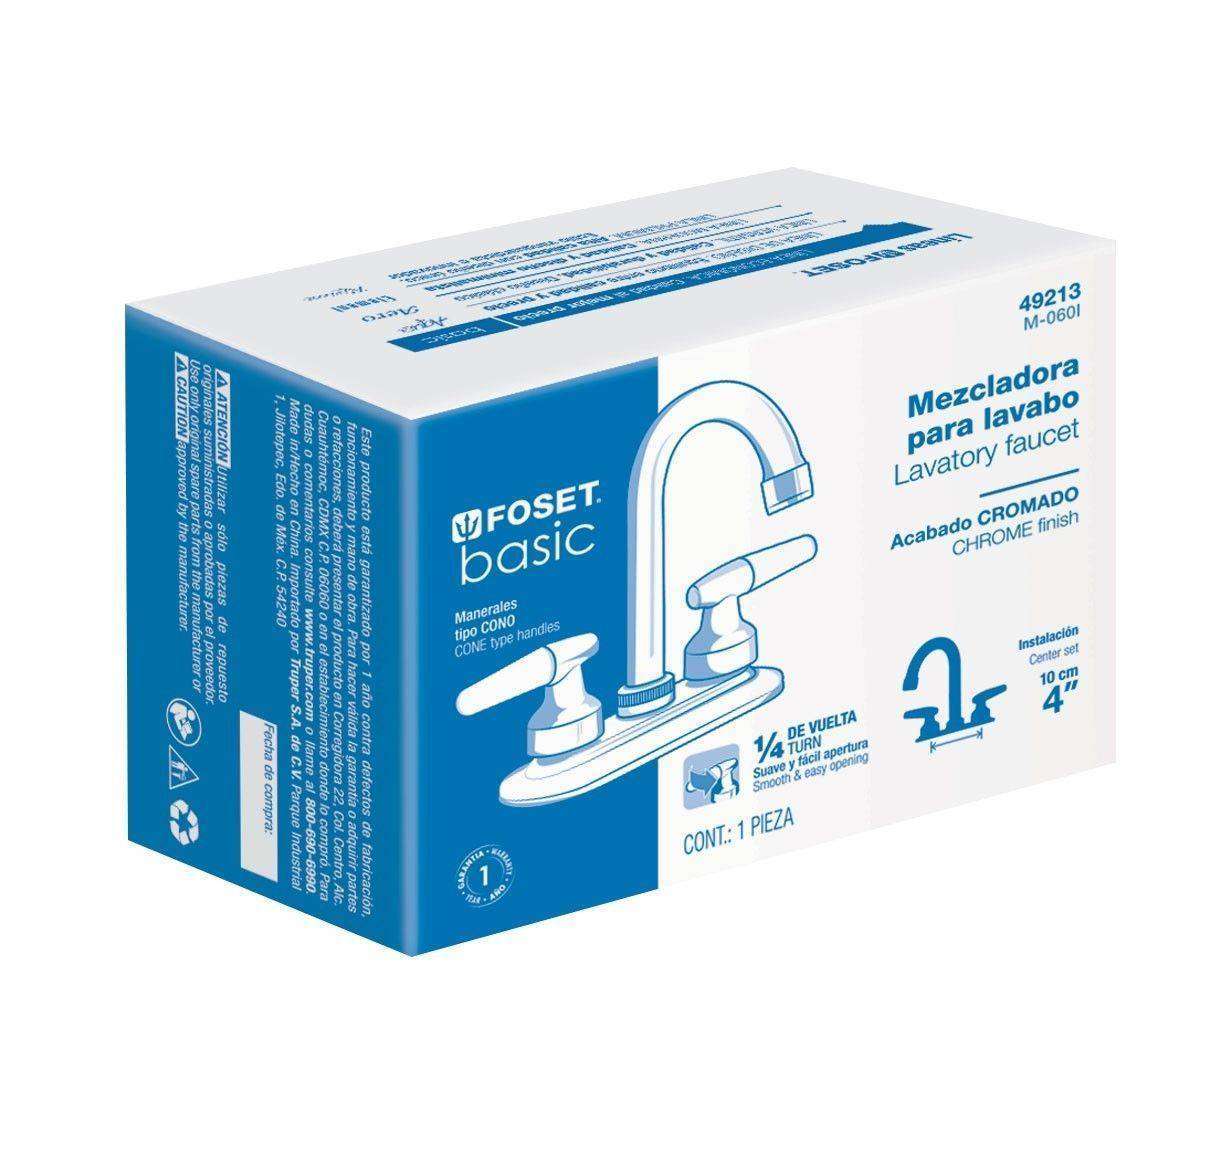 Líneas FOSET
basic
49213
M-060I
Mezcladora
para lavabo
Lavatory faucet
Acabado CROMADO
CHROME finish
Instalación
Center set
10 cm
4”
FOSET
basic
Manerales
tipo CONO
CONE type handles
1/4 DE VUELTA
TURN
Suave y fácil apertura
Smooth & easy opening
CONT.: 1 PIEZA
GARANTÍA · WARRANTY
1
YEAR · AÑO
Este producto está garantizado por 1 año contra defectos de fabricación,
funcionamiento y mano de obra. Para hacer válida la garantía o adquirir partes
o refacciones, deberá presentar el producto en Corregidora 22, Col. Centro, Alc.
Cuauhtémoc, CDMX C.P. 06060 o en el establecimiento donde lo compró. Para
dudas o comentarios consulte www.truper.com o llame al 800-690-6990.
Made in/Hecho en China. Importado por Truper S.A. de C.V. Parque Industrial
1, Jilotepec, Edo. de Méx. C.P. 54240
Fecha de compra:
ATENCIÓN Utilizar sólo piezas de repuesto
originales suministradas o aprobadas por el proveedor.
Use only original spare parts from the manufacturer or
CAUTION approved by the manufacturer.